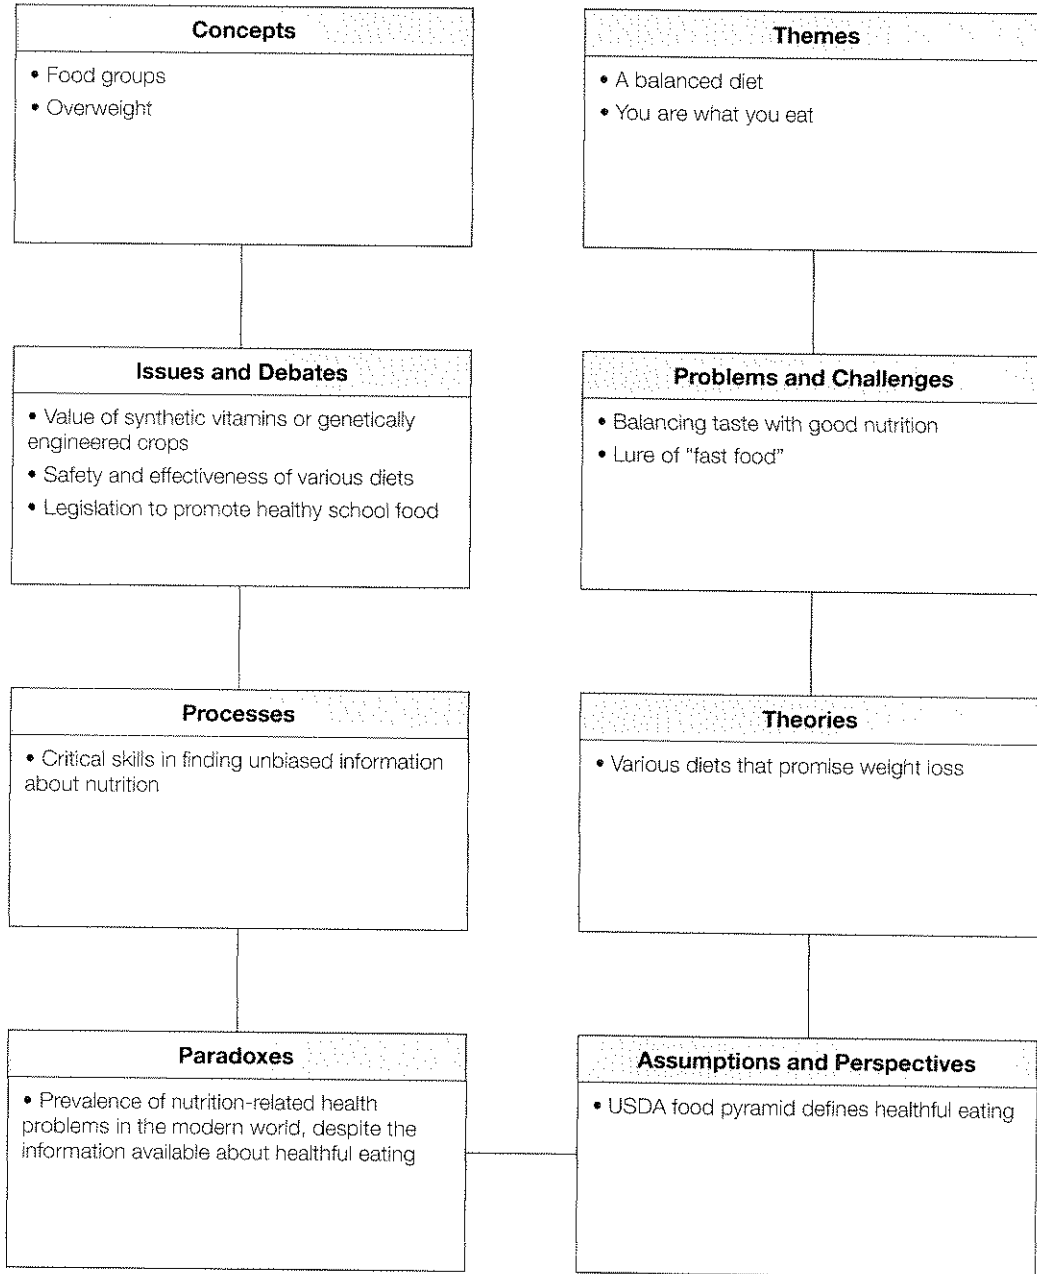 Concepts
• Food groups
• Overweight
Themes
• A balanced diet
• You are what you eat
Issues and Debates
• Value of synthetic vitamins or genetically
engineered crops
• Safety and effectiveness of various diets
• Legislation to promote healthy school food
Problems and Challenges
• Balancing taste with good nutrition
• Lure of "fast food"
Processes
• Critical skills in finding unbiased information
about nutrition
Theories
• Various diets that promise weight loss
Paradoxes
• Prevalence of nutrition-related health
problems in the modern world, despite the
information available about healthful eating
Assumptions and Perspectives
• USDA food pyramid defines healthful eating